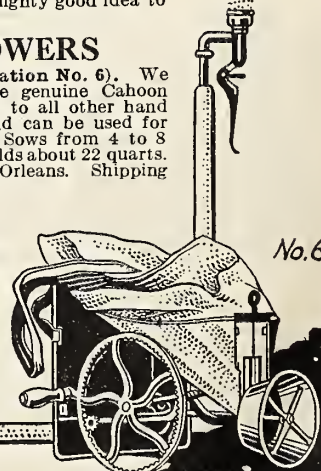 ghty good idea to
OWERS
ation No. 6). We
e genuine Cahoon
to all other hand
d can be used for
Sows from 4 to 8
lds about 22 quarts.
Orleans. Shipping
No.6